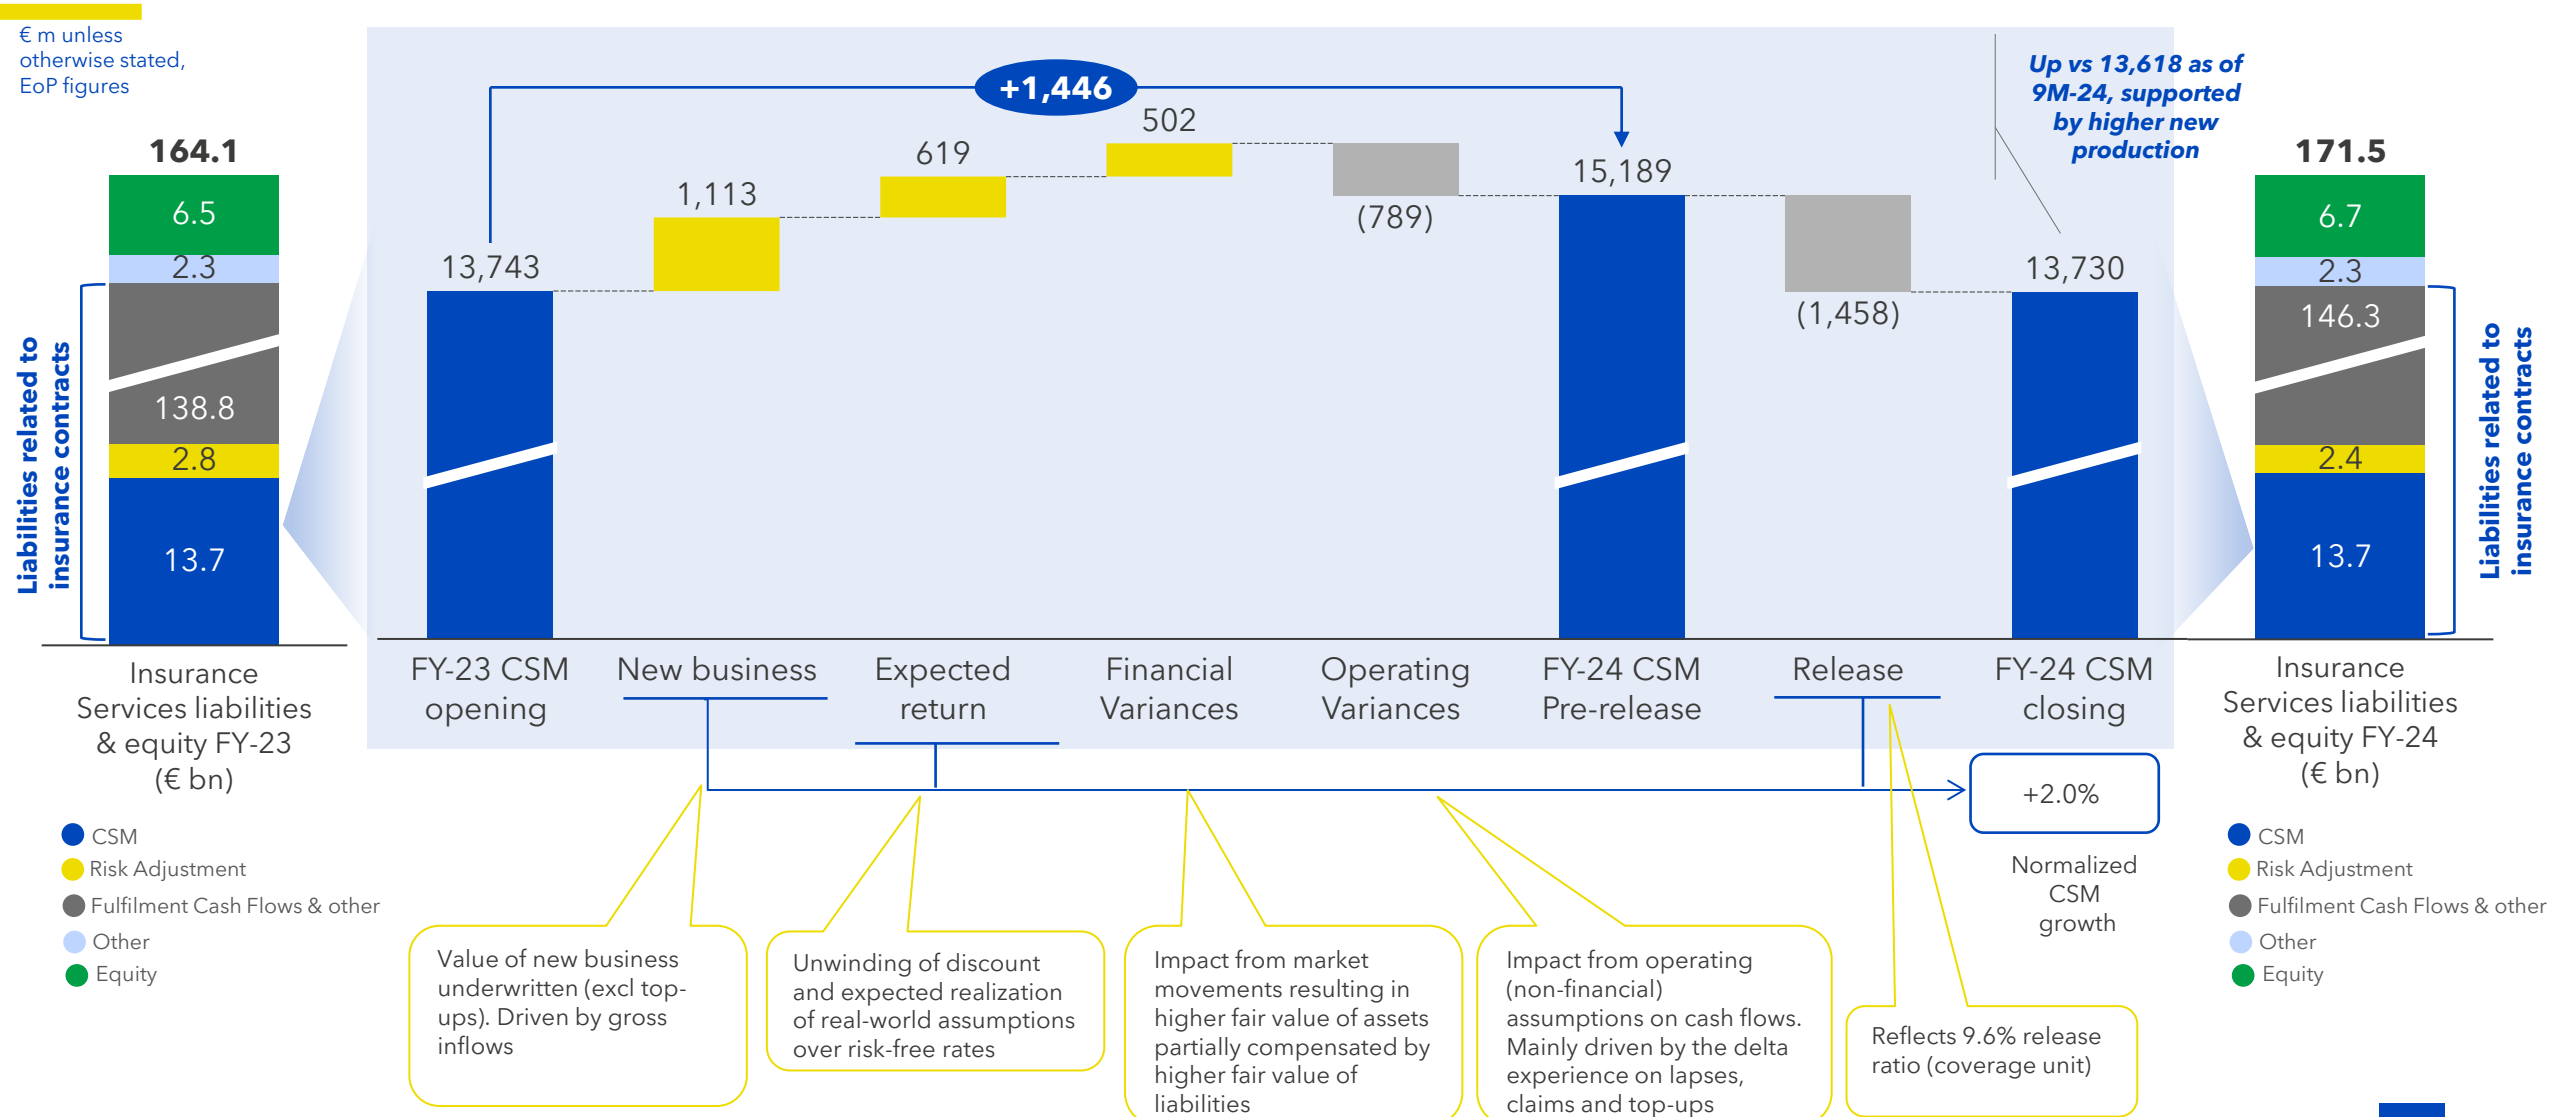 € m unless
otherwise stated,
EoP figures
164.1
6.5
2.3
138.8
2.8
13.7
Liabilities related to
insurance contracts
Insurance
Services liabilities
& equity FY-23
(€ bn)
CSM
Risk Adjustment
Fulfilment Cash Flows & other
Other
Equity
+1,446
13,743
1,113
619
502
(789)
15,189
(1,458)
13,730
Up vs 13,618 as of
9M-24, supported
by higher new
production
FY-23 CSM
opening
New business
Expected
return
Financial
Variances
Operating
Variances
FY-24 CSM
Pre-release
Release
FY-24 CSM
closing
+2.0%
Normalized
CSM
growth
Value of new business
underwritten (excl top-
ups). Driven by gross
inflows
Unwinding of discount
and expected realization
of real-world assumptions
over risk-free rates
Impact from market
movements resulting in
higher fair value of assets
partially compensated by
higher fair value of
liabilities
Impact from operating
(non-financial)
assumptions on cash flows.
Mainly driven by the delta
experience on lapses,
claims and top-ups
Reflects 9.6% release
ratio (coverage unit)
171.5
6.7
2.3
146.3
2.4
13.7
Liabilities related to
insurance contracts
Insurance
Services liabilities
& equity FY-24
(€ bn)
CSM
Risk Adjustment
Fulfilment Cash Flows & other
Other
Equity